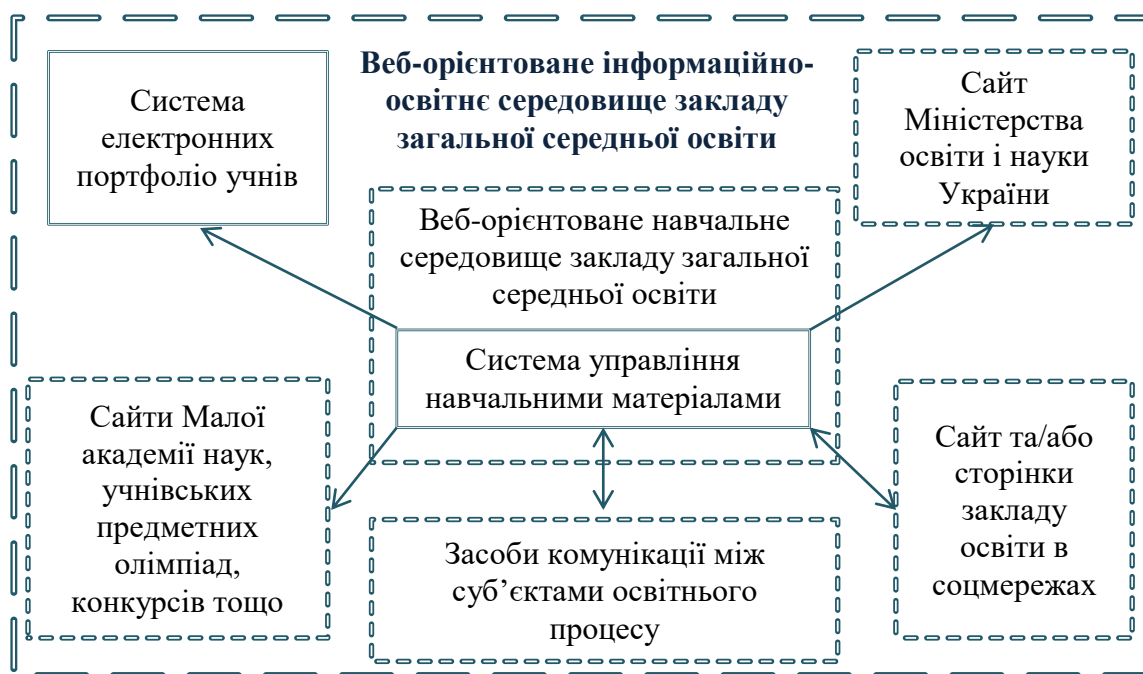 Веб-орієнтоване інформаційно-
освітнє середовище закладу
загальної середньої освіти
Система
електронних
портфоліо учнів
Сайт
Міністерства
освіти і науки
України
Веб-орієнтоване навчальне
середовище закладу загальної
середньої освіти
Система управління
навчальними матеріалами
Сайти Малої
академії наук,
учнівських
предметних
олімпіад,
конкурсів тощо
Засоби комунікації між
суб’єктами освітнього
процесу
Сайт та/або
сторінки
закладу
освіти в
соцмережах